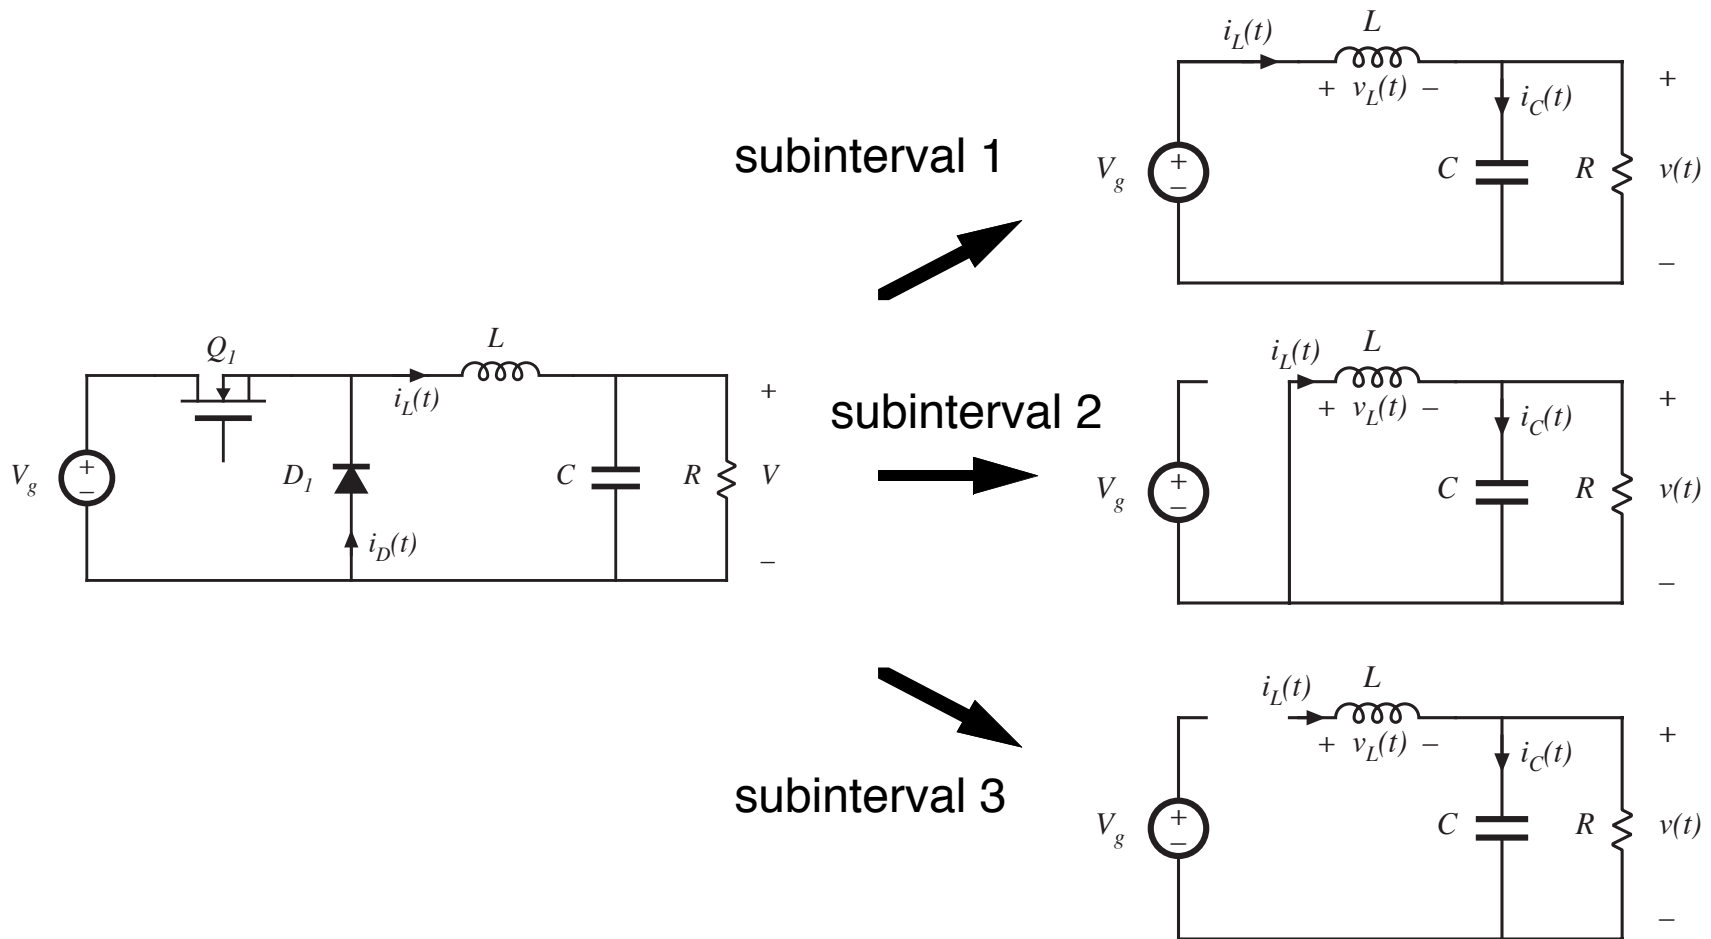 Q1
L
iL(t)
Vg
+
–
D1
iD(t)
C
R
+
V
–
subinterval 1
iL(t)
L
+ vL(t) –
iC(t)
Vg
+
–
C
R
+
v(t)
–
subinterval 2
iL(t)
L
+ vL(t) –
iC(t)
Vg
+
–
C
R
+
v(t)
–
subinterval 3
iL(t)
L
+ vL(t) –
iC(t)
Vg
+
–
C
R
+
v(t)
–